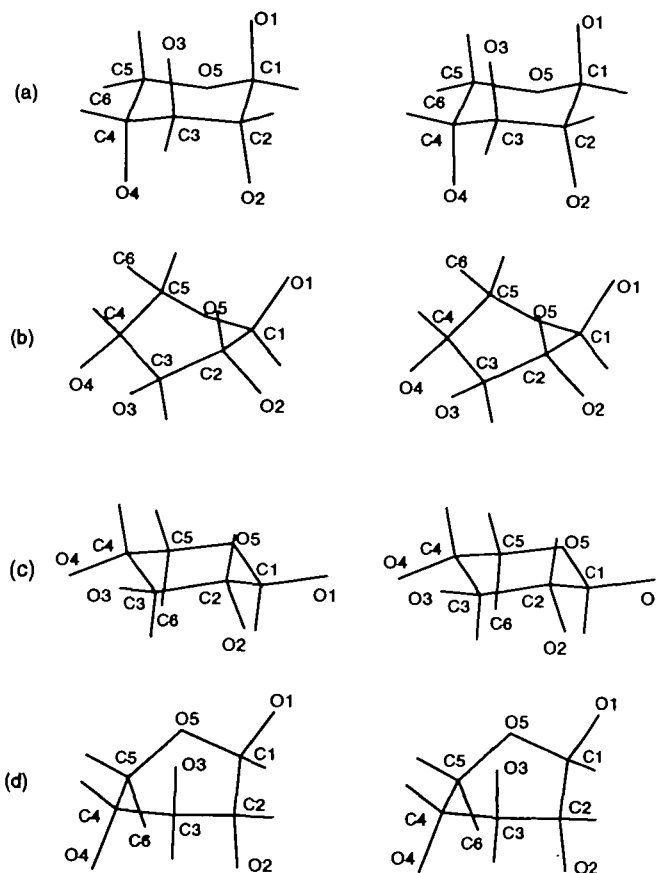 O1 O1
O3 O3
C5 O5 C1 C5 O5 C1
(a)
C6 C6
C4 C3 C2 C4 C3 C2
O4 O2 O4 O2
C6 C5 O1 C6 C5 O1
O5 O5
C4 C4
(b)
C1 C1
C3 C2 C3 C2
O4 O4
O3 O2 O3 O2
C5 O5 C5 O5
O4 C4 O4 C4
(c)
C1 C1
O3 C3 C2 O1 O3 C3 C2 O
C6 C6
O2 O2
O1 O1
O5 O5
C5 O3 C1 C5 O3 C1
(d)
C4 C2 C4 C2
C6 C3 C6 C3
O4 O2 O4 O2